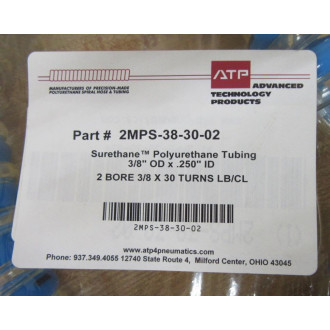 ATP
ADVANCED
TECHNOLOGY
PRODUCTS
MANUFACTURERS OF PRECISION-MADE
POLYURETHANE SPIRAL HOSE & TUBING
Part # 2MPS-38-30-02
Surethane™ Polyurethane Tubing
3/8" OD x .250" ID
2 BORE 3/8 X 30 TURNS LB/CL
2MPS-38-30-02
www.atp4pneumatics.com
Phone: 937.349.4055 12740 State Route 4, Milford Center, OHIO 43045